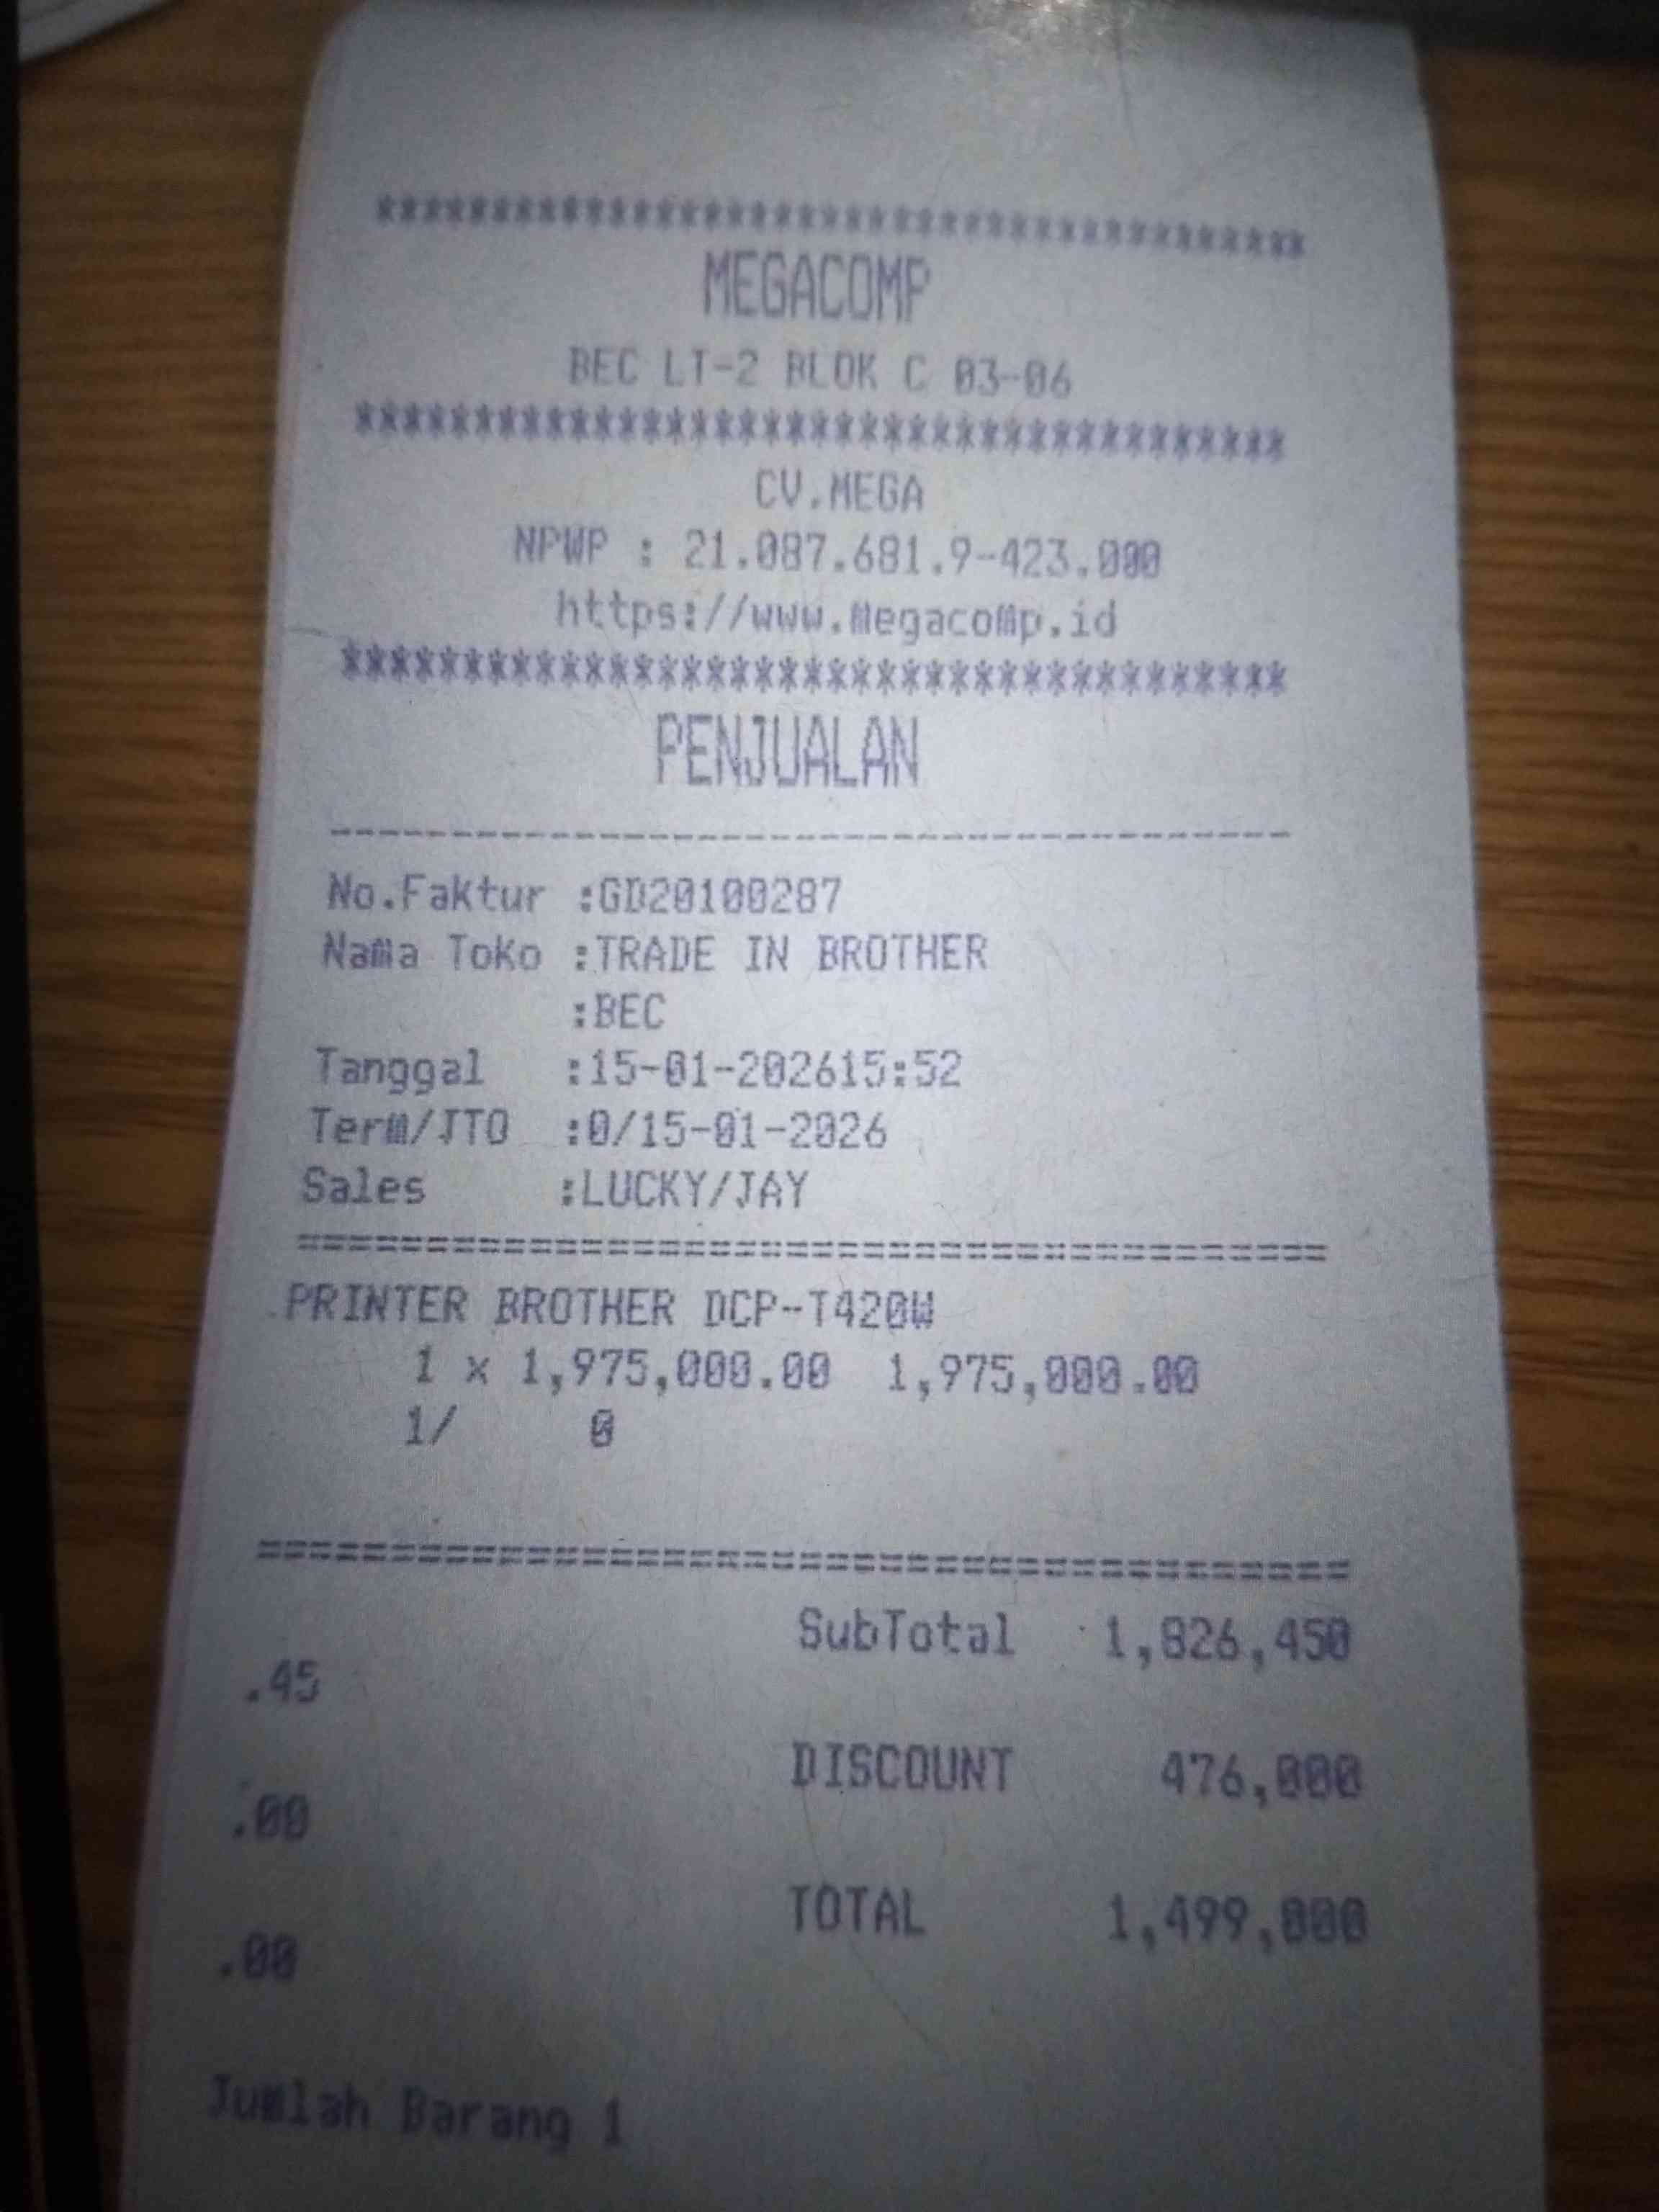 ****************************************
MEGACOMP
BEC LT-2 BLOK C 03-06
****************************************
CV.MEGA
NPWP : 21.087.681.9-423.000
https://www.megacomp.id
****************************************
PENJUALAN
----------------------------------------
No.Faktur :GD20100287
Nama Toko :TRADE IN BROTHER
:BEC
Tanggal :15-01-202615:52
Term/JTO :0/15-01-2026
Sales :LUCKY/JAY
========================================
PRINTER BROTHER DCP-T420W
1 x 1,975,000.00 1,975,000.00
1/ 0
========================================
SubTotal 1,826,450
.45
DISCOUNT 476,000
.00
TOTAL 1,499,000
.00
Jumlah Barang 1